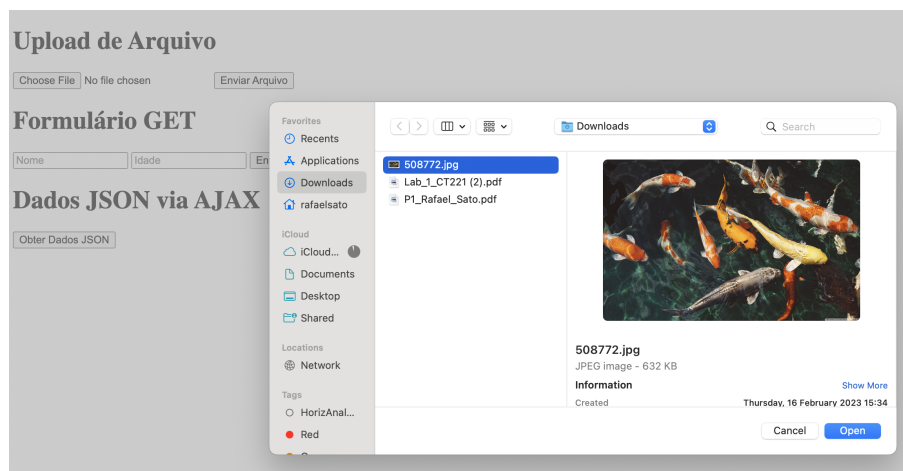 Upload de Arquivo
Choose File No file chosen Enviar Arquivo
Formulário GET
Nome Idade En
Dados JSON via AJAX
Obter Dados JSON
Favorites
Recents
Applications
Downloads
rafaelsato
iCloud
iCloud...
Documents
Desktop
Shared
Locations
Network
Tags
HorizAnal...
Red
Downloads
Search
508772.jpg
Lab_1_CT221 (2).pdf
P1_Rafael_Sato.pdf
508772.jpg
JPEG image - 632 KB
Information Show More
Created Thursday, 16 February 2023 15:34
Cancel Open